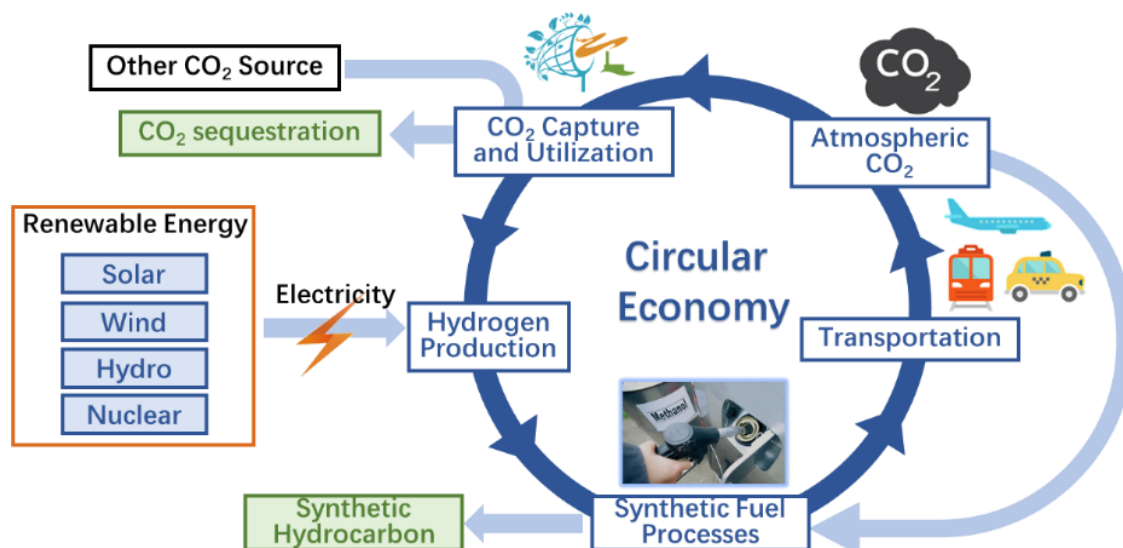 Other CO₂ Source
CO₂ sequestration
CO₂ Capture
and Utilization
CO₂
Atmospheric
CO₂
Renewable Energy
Solar
Wind
Hydro
Nuclear
Electricity
Hydrogen
Production
Circular
Economy
Transportation
Methanol
Synthetic
Hydrocarbon
Synthetic Fuel
Processes